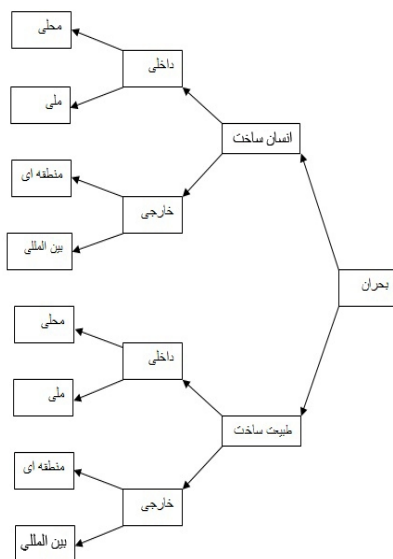 محلی
داخلی
ملی
انسان ساخت
منطقه ای
خارجی
بین المللی
بحران
محلی
داخلی
ملی
طبیعت ساخت
منطقه ای
خارجی
بین المللي